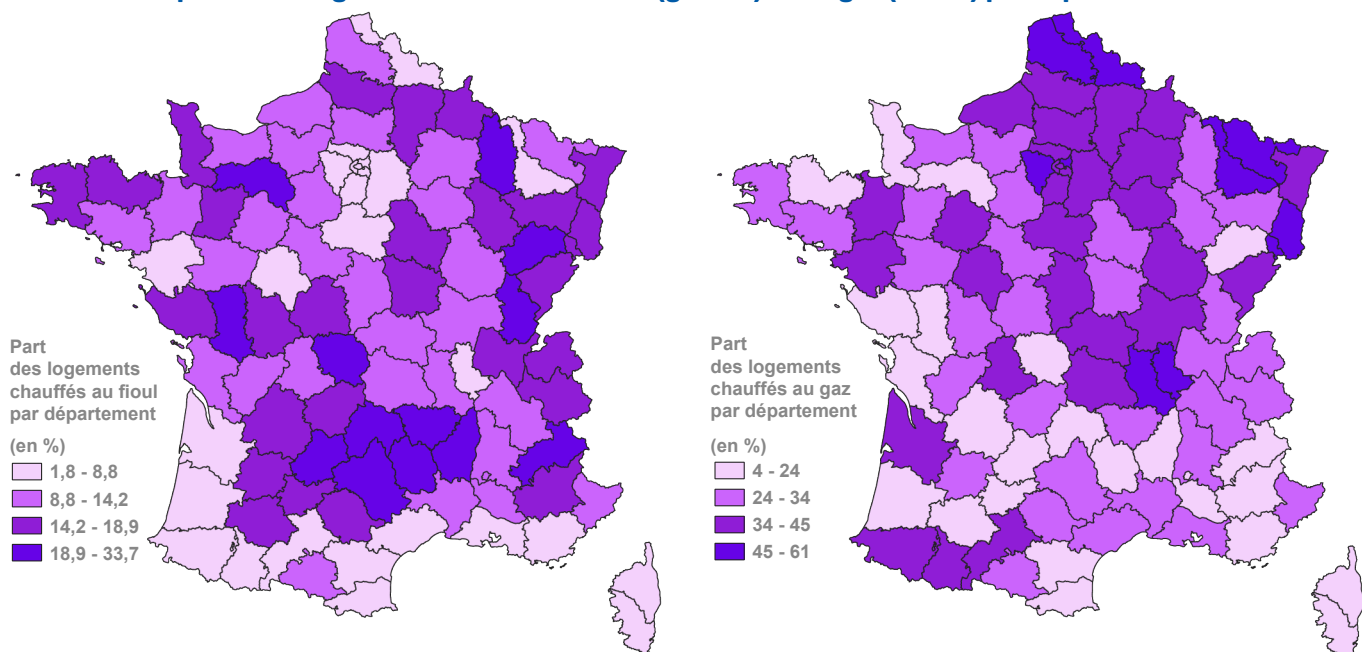 Part
des logements
chauffés au fioul
par département
(en %)
1,8 - 8,8
8,8 - 14,2
14,2 - 18,9
18,9 - 33,7
Part
des logements
chauffés au gaz
par département
(en %)
4 - 24
24 - 34
34 - 45
45 - 61